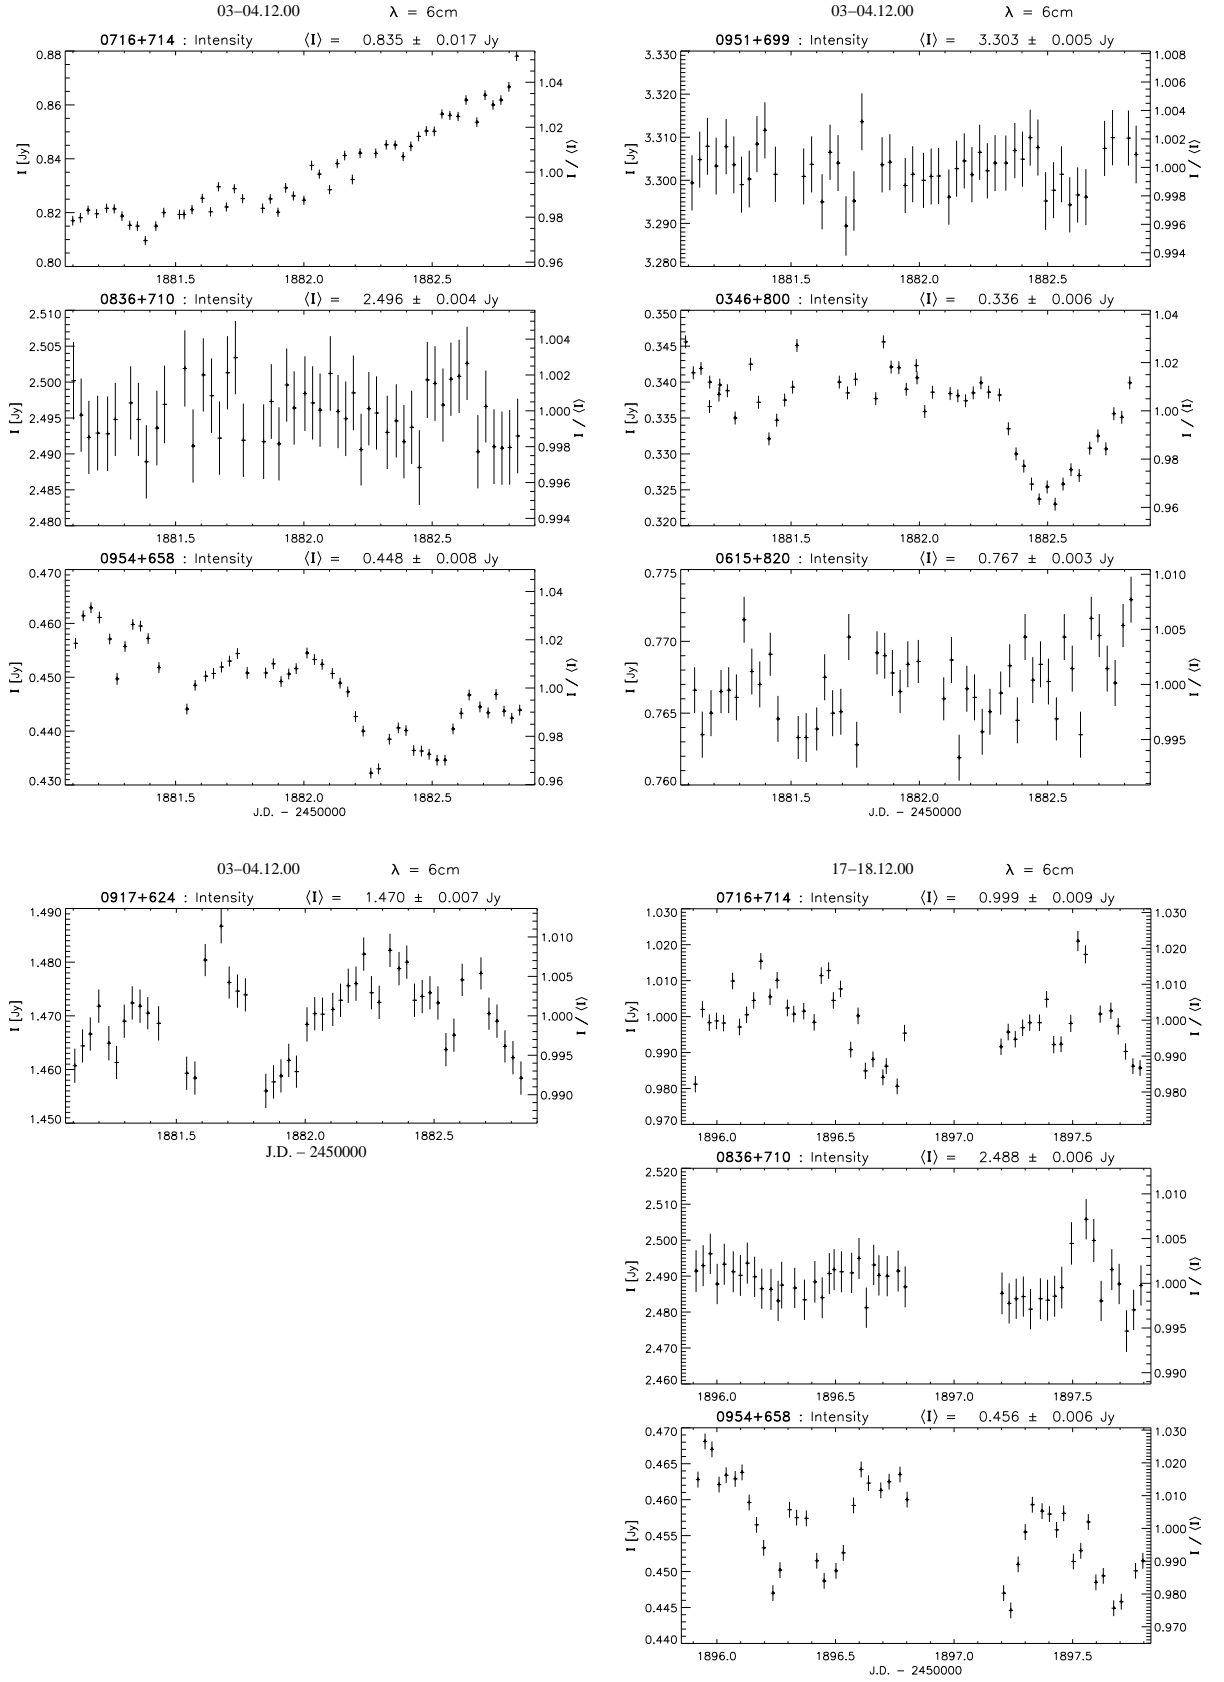 03–04.12.00 λ = 6cm
0716+714 : Intensity ⟨I⟩ = 0.835 ± 0.017 Jy
0.88
0.86
0.84
0.82
0.80
I [Jy]
1.04
1.02
1.00
0.98
0.96
I / ⟨I⟩
1881.5 1882.0 1882.5
0836+710 : Intensity ⟨I⟩ = 2.496 ± 0.004 Jy
2.510
2.505
2.500
2.495
2.490
2.485
2.480
I [Jy]
1.004
1.002
1.000
0.998
0.996
0.994
I / ⟨I⟩
1881.5 1882.0 1882.5
0954+658 : Intensity ⟨I⟩ = 0.448 ± 0.008 Jy
0.470
0.460
0.450
0.440
0.430
I [Jy]
1.04
1.02
1.00
0.98
0.96
I / ⟨I⟩
1881.5 1882.0 1882.5
J.D. − 2450000
03–04.12.00 λ = 6cm
0951+699 : Intensity ⟨I⟩ = 3.303 ± 0.005 Jy
3.330
3.320
3.310
3.300
3.290
3.280
I [Jy]
1.008
1.006
1.004
1.002
1.000
0.998
0.996
0.994
I / ⟨I⟩
1881.5 1882.0 1882.5
0346+800 : Intensity ⟨I⟩ = 0.336 ± 0.006 Jy
0.350
0.345
0.340
0.335
0.330
0.325
0.320
I [Jy]
1.04
1.02
1.00
0.98
0.96
I / ⟨I⟩
1881.5 1882.0 1882.5
0615+820 : Intensity ⟨I⟩ = 0.767 ± 0.003 Jy
0.775
0.770
0.765
0.760
I [Jy]
1.010
1.005
1.000
0.995
I / ⟨I⟩
1881.5 1882.0 1882.5
J.D. − 2450000
03–04.12.00 λ = 6cm
0917+624 : Intensity ⟨I⟩ = 1.470 ± 0.007 Jy
1.490
1.480
1.470
1.460
1.450
I [Jy]
1.010
1.005
1.000
0.995
0.990
I / ⟨I⟩
1881.5 1882.0 1882.5
J.D. – 2450000
17–18.12.00 λ = 6cm
0716+714 : Intensity ⟨I⟩ = 0.999 ± 0.009 Jy
1.030
1.020
1.010
1.000
0.990
0.980
0.970
I [Jy]
1.030
1.020
1.010
1.000
0.990
0.980
I / ⟨I⟩
1896.0 1896.5 1897.0 1897.5
0836+710 : Intensity ⟨I⟩ = 2.488 ± 0.006 Jy
2.520
2.510
2.500
2.490
2.480
2.470
2.460
I [Jy]
1.010
1.005
1.000
0.995
0.990
I / ⟨I⟩
1896.0 1896.5 1897.0 1897.5
0954+658 : Intensity ⟨I⟩ = 0.456 ± 0.006 Jy
0.470
0.465
0.460
0.455
0.450
0.445
0.440
I [Jy]
1.030
1.020
1.010
1.000
0.990
0.980
0.970
I / ⟨I⟩
1896.0 1896.5 1897.0 1897.5
J.D. − 2450000